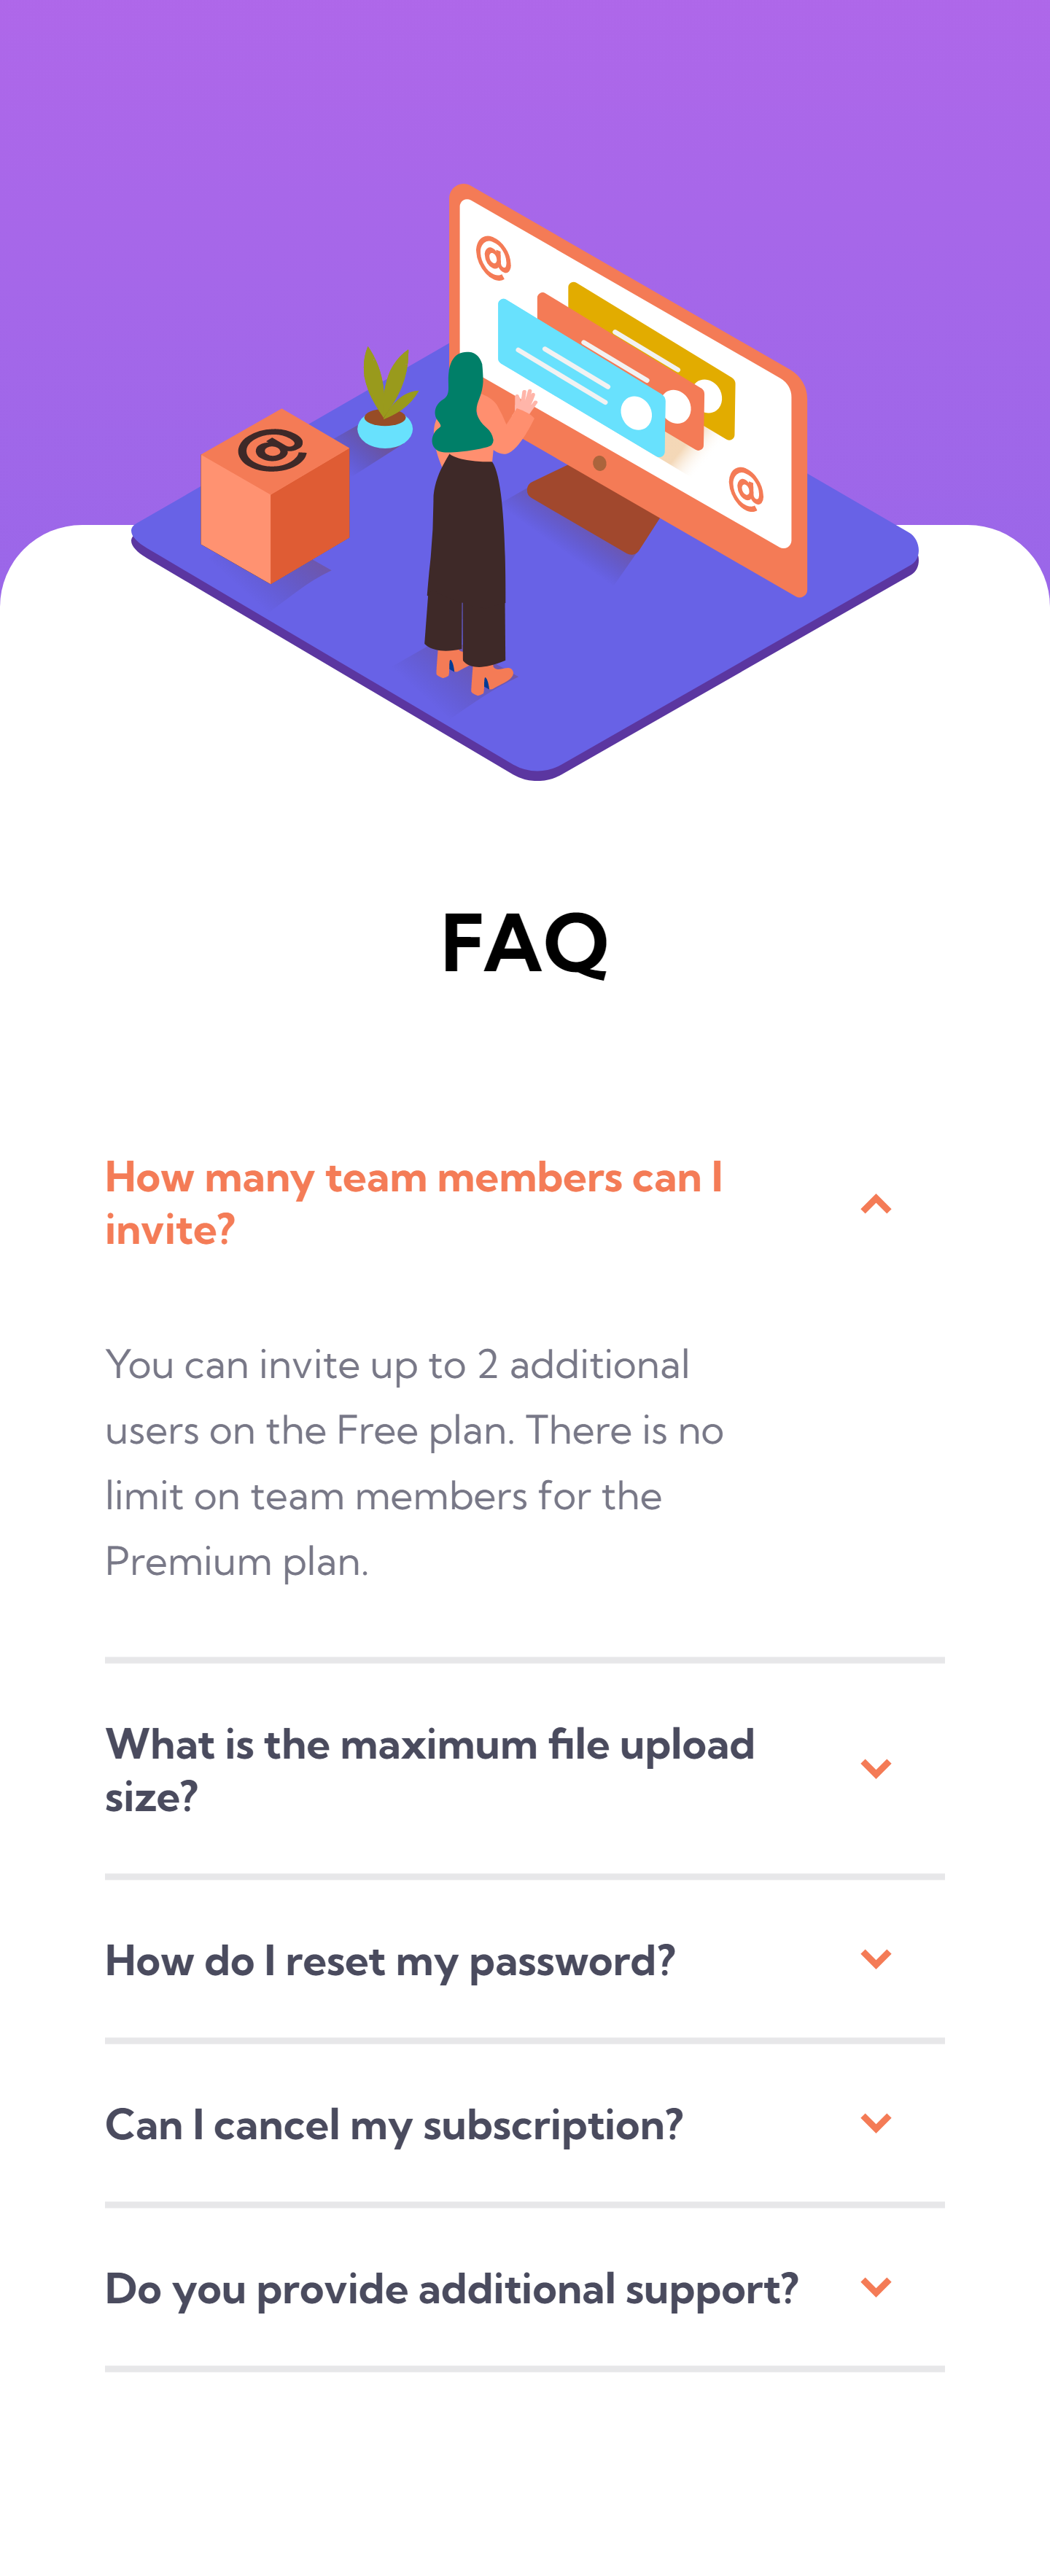 @
@
@
FAQ
How many team members can I
invite?
You can invite up to 2 additional
users on the Free plan. There is no
limit on team members for the
Premium plan.
What is the maximum file upload
size?
How do I reset my password?
Can I cancel my subscription?
Do you provide additional support?